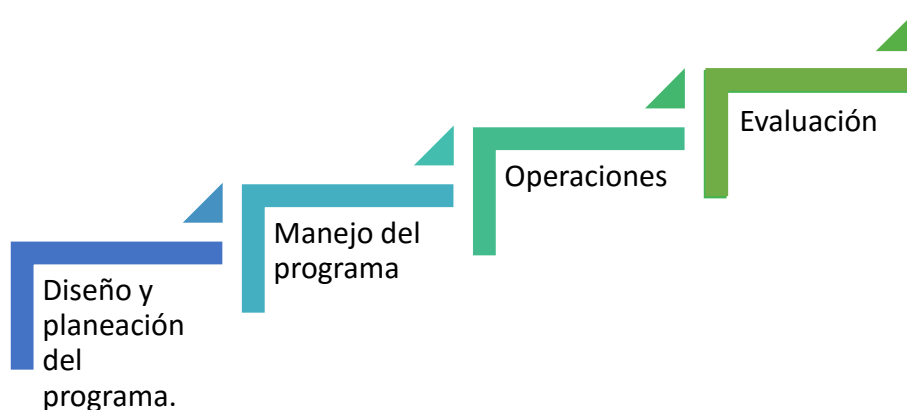 Diseño y
planeación
del
programa.
Manejo del
programa
Operaciones
Evaluación